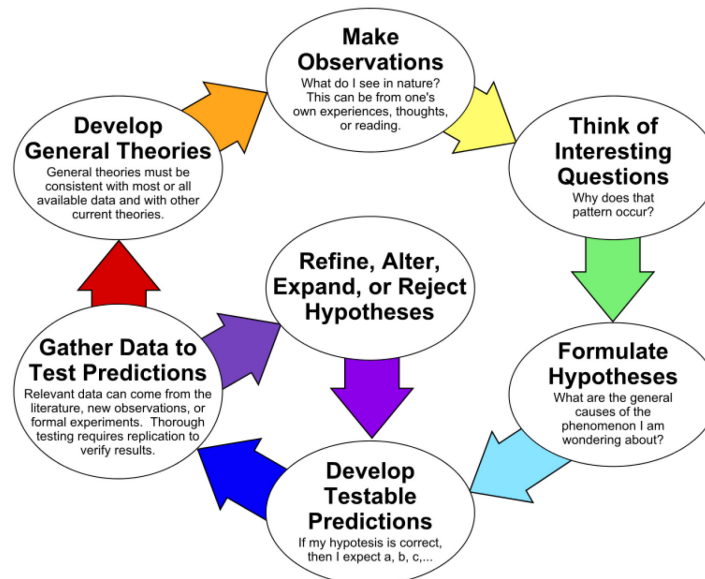 Make
Observations
What do I see in nature?
This can be from one's
own experiences, thoughts,
or reading.
Think of
Interesting
Questions
Why does that
pattern occur?
Formulate
Hypotheses
What are the general
causes of the
phenomenon I am
wondering about?
Develop
Testable
Predictions
If my hypotesis is correct,
then I expect a, b, c,...
Gather Data to
Test Predictions
Relevant data can come from the
literature, new observations, or
formal experiments. Thorough
testing requires replication to
verify results.
Refine, Alter,
Expand, or Reject
Hypotheses
Develop
General Theories
General theories must be
consistent with most or all
available data and with other
current theories.